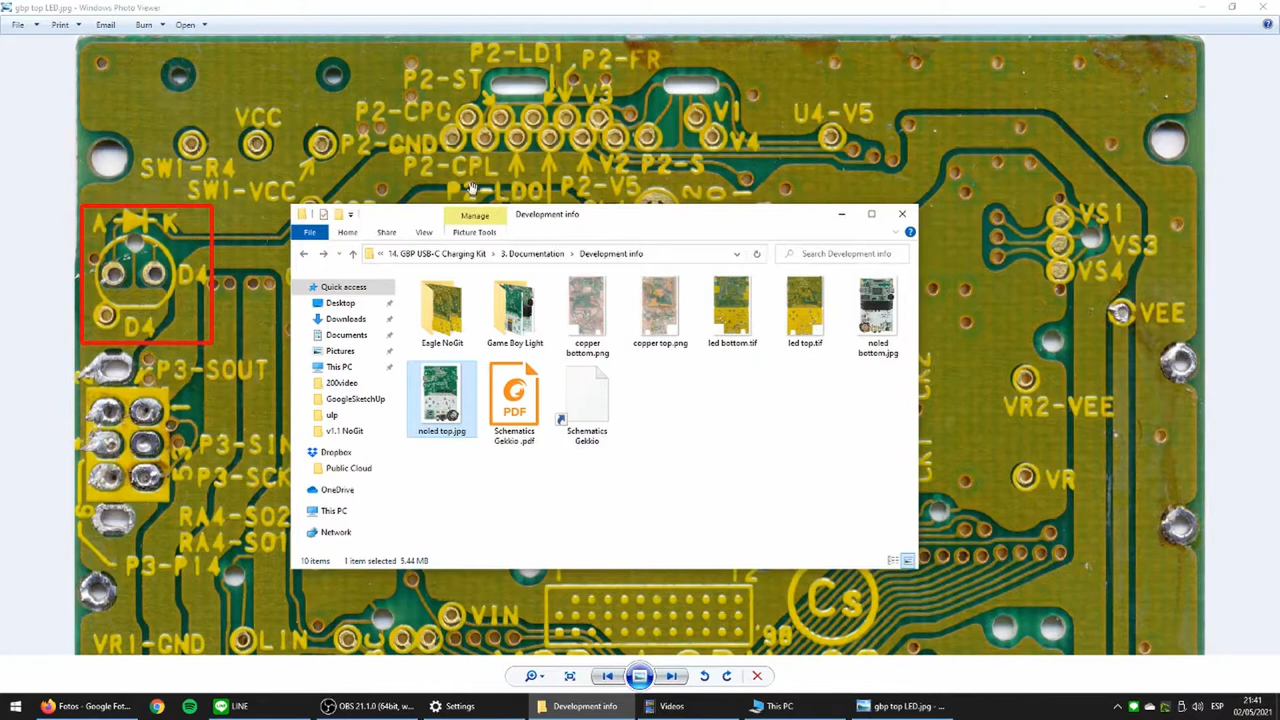 gbp top LED.jpg - Windows Photo Viewer
File
Print
Email
Burn
Open
P2-LD1
P2-FR
P2-ST
V3
P2-CPG
VCC
V1
U4-V5
P2-GND
V4
SW1-R4
P2-CPL
V2
P2-S
SW1-VCC
P2-LD0
P2-V5
A
K
D4
D4
VS1
VS3
VS4
VEE
P3-SOUT
VR2-VEE
P3-SIN
P3-SCK
VR
RA4-SO2
RA4-SO1
P3-P14
VIN
Cs
VR1-GND
LIN
Manage
Development info
File
Home
Share
View
Picture Tools
« 14. GBP USB-C Charging Kit > 3. Documentation > Development info
Search Development info
Quick access
Desktop
Downloads
Documents
Pictures
This PC
200video
GoogleSketchUp
ulp
v1.1 NoGit
Dropbox
Public Cloud
OneDrive
This PC
Network
Eagle NoGit
Game Boy Light
copper bottom.png
copper top.png
led bottom.tif
led top.tif
noled bottom.jpg
noled top.jpg
PDF
Schematics Gekkio .pdf
Schematics Gekkio
10 items
1 item selected 5.44 MB
Fotos - Google Fot...
LINE
OBS 21.1.0 (64bit, w...
Settings
Development info
Videos
This PC
gbp top LED.jpg - ...
ESP
21:41
02/05/2021